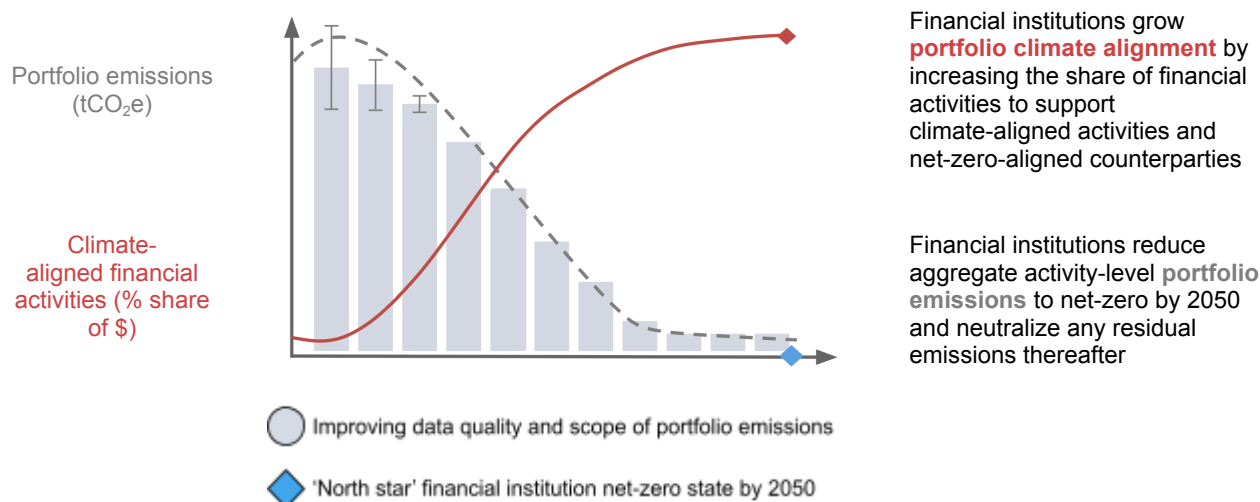 Portfolio emissions
(tCO₂e)
Climate-
aligned financial
activities (% share
of $)
Financial institutions grow
portfolio climate alignment by
increasing the share of financial
activities to support
climate-aligned activities and
net-zero-aligned counterparties
Financial institutions reduce
aggregate activity-level portfolio
emissions to net-zero by 2050
and neutralize any residual
emissions thereafter
Improving data quality and scope of portfolio emissions
'North star' financial institution net-zero state by 2050